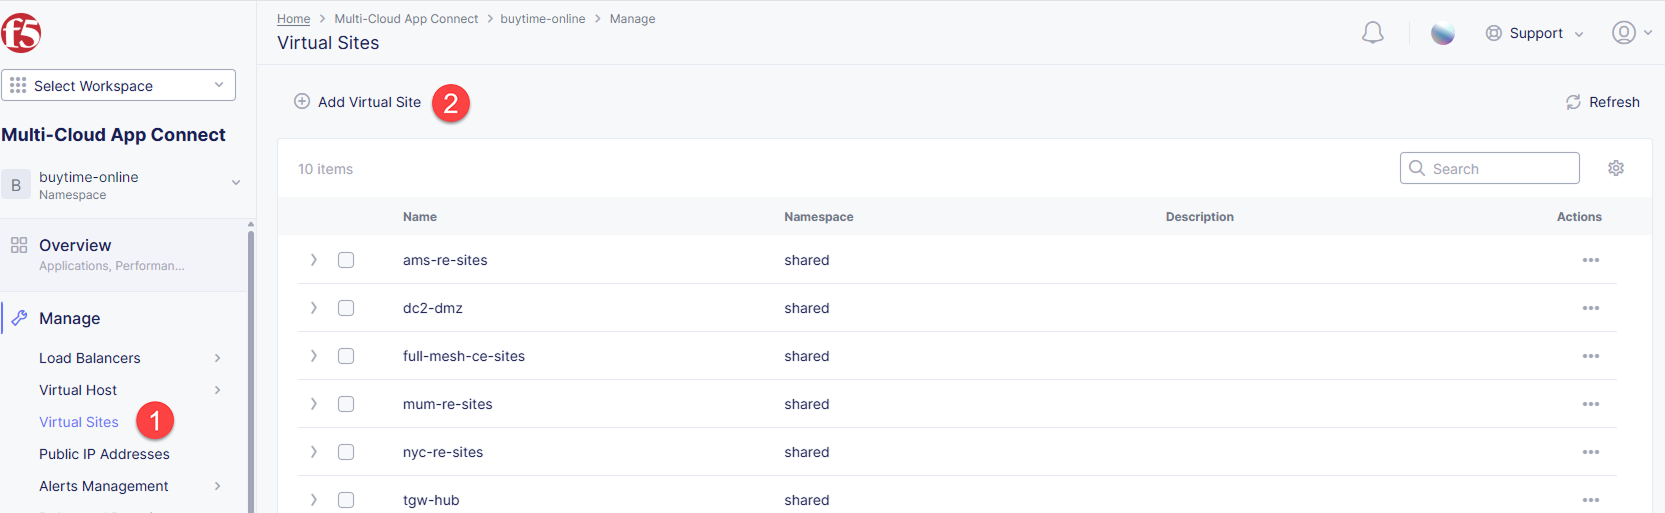 f5
Home > Multi-Cloud App Connect > buytime-online > Manage
Virtual Sites
Support
Select Workspace
Multi-Cloud App Connect
B
buytime-online
Namespace
Overview
Applications, Performan...
Manage
Load Balancers
Virtual Host
Virtual Sites
1
Public IP Addresses
Alerts Management
Add Virtual Site
2
Refresh
10 items
Search
Name Namespace Description Actions
ams-re-sites shared
dc2-dmz shared
full-mesh-ce-sites shared
mum-re-sites shared
nyc-re-sites shared
tgw-hub shared